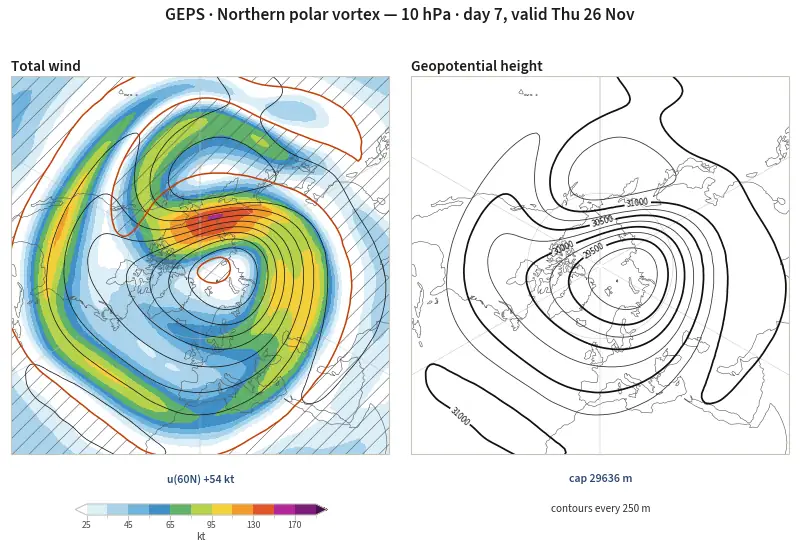 GEPS · Northern polar vortex — 10 hPa · day 7, valid Thu 26 Nov
Total wind
Geopotential height
31000
30500
30000
29500
31000
u(60N) +54 kt
cap 29636 m
contours every 250 m
25 45 65 95 130 170
kt